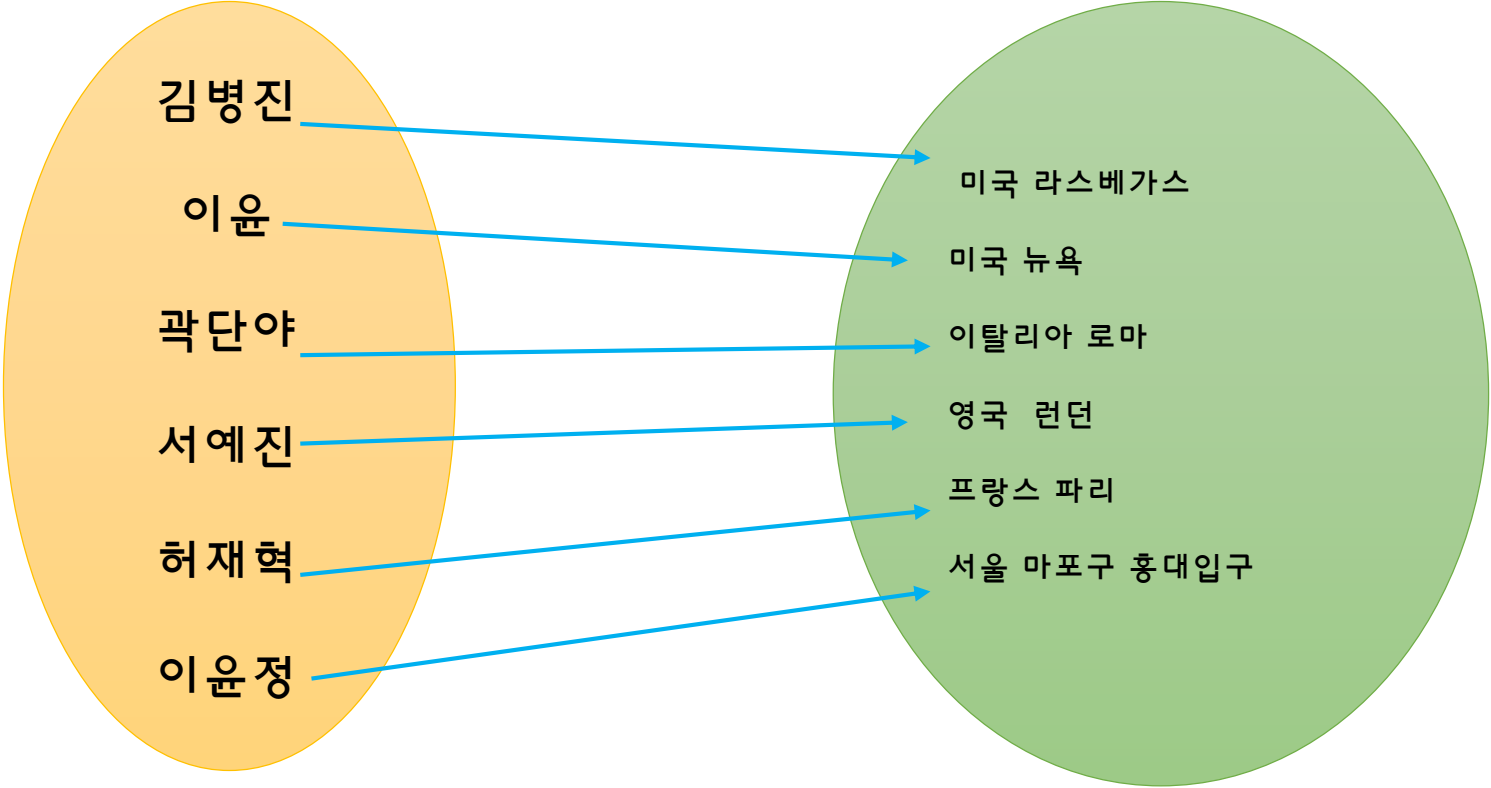 김병진
이윤
곽단야
서예진
허재혁
이윤정
미국 라스베가스
미국 뉴욕
이탈리아 로마
영국 런던
프랑스 파리
서울 마포구 홍대입구